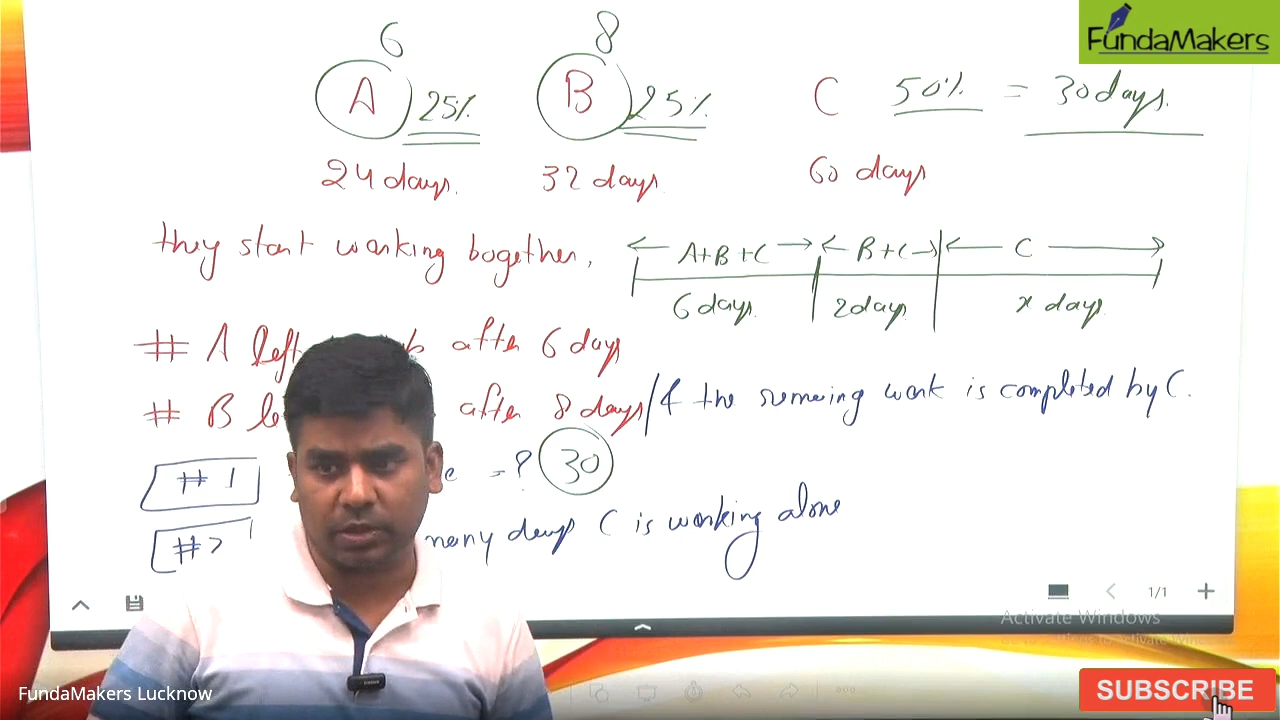 6 8
FundaMakers
A 25% B 25% C 50% = 30 days.
24 days. 32 days 60 days
they start working together,
A+B+C B+C C
6 days 2 days x days
# A left after 6 days
# B le after 8 days / & the remaing work is completed by C.
# 1 = ? 30
# 2 many days C is working alone
1/1
Activate Windows
FundaMakers Lucknow
SUBSCRIBE